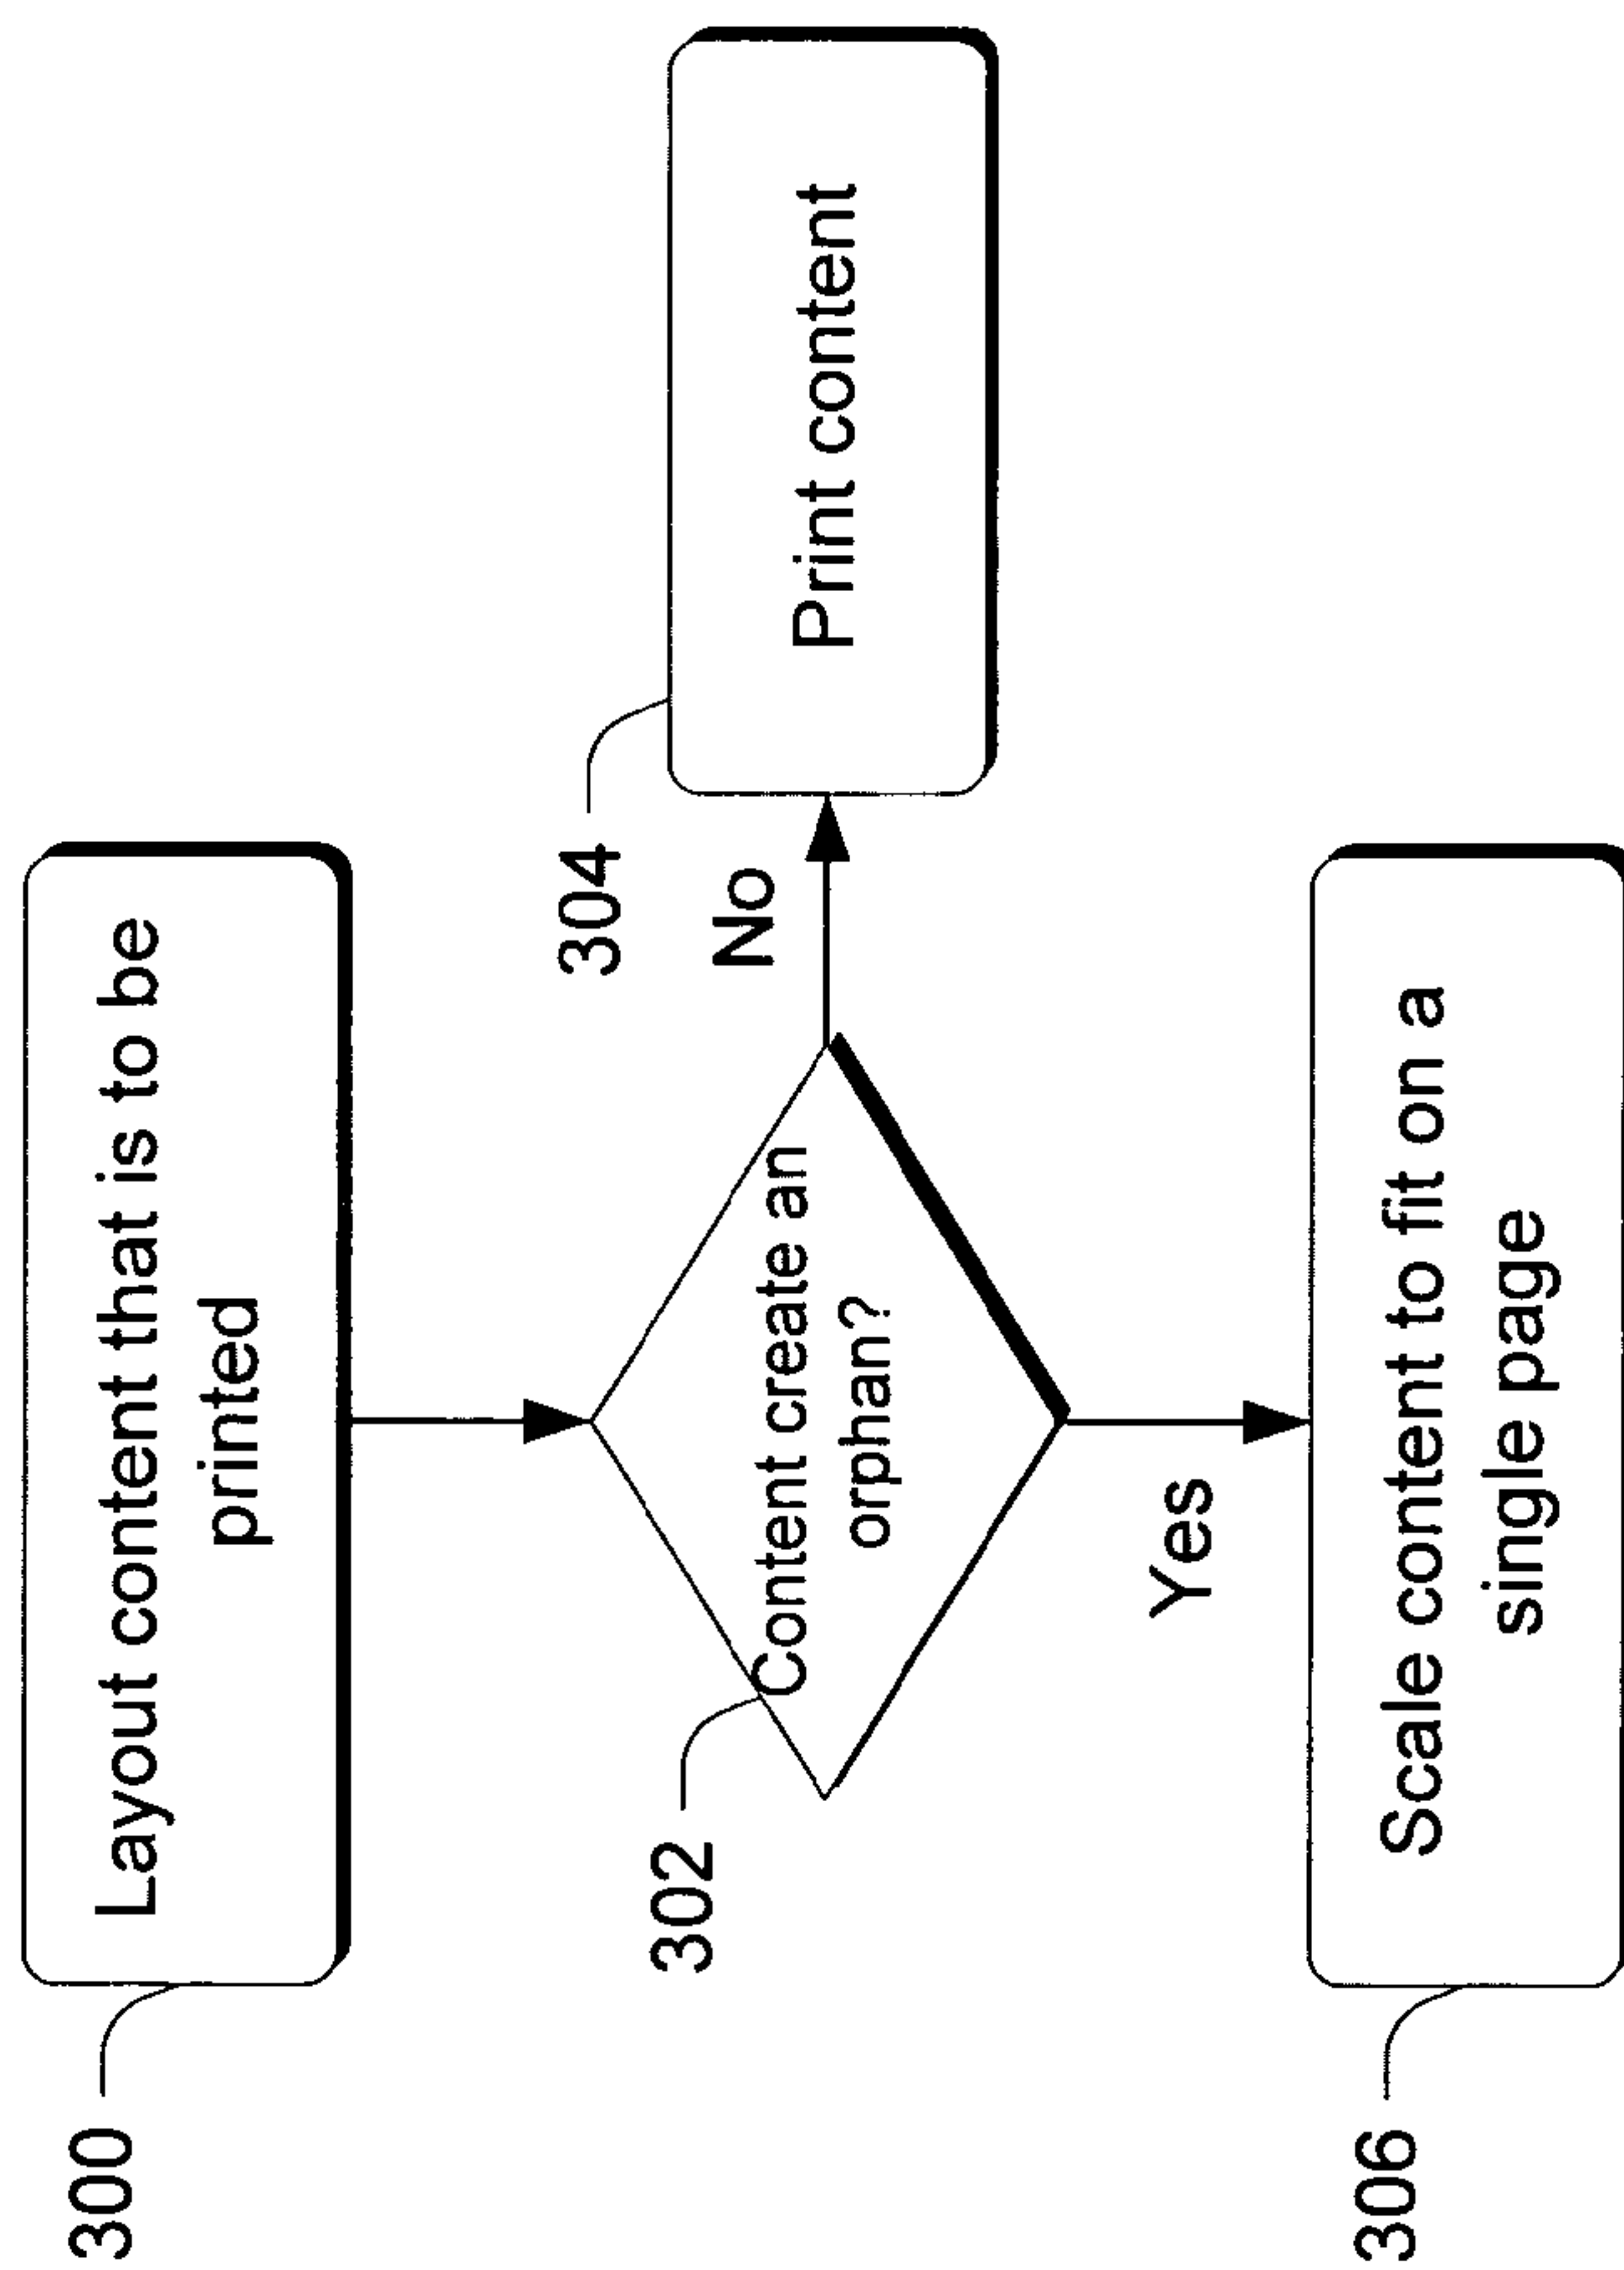 300
Layout content that is to be
printed
302
Content create an
orphan?
No
304
Print content
Yes
306
Scale content to fit on a
single page